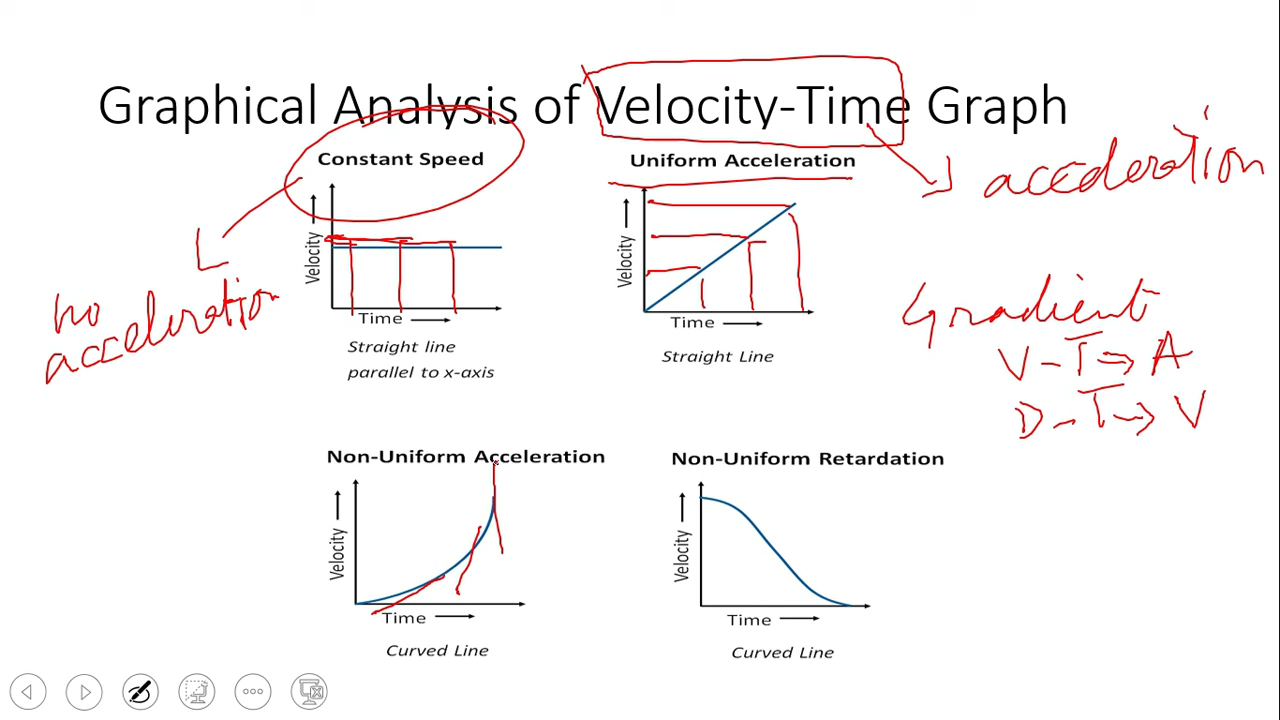 Graphical Analysis of Velocity-Time Graph
Constant Speed
Velocity
Time
Straight line
parallel to x-axis
Uniform Acceleration
Velocity
Time
Straight Line
acceleration
no
acceleration
Gradient
V-T→A
D-T→V
Non-Uniform Acceleration
Velocity
Time
Curved Line
Non-Uniform Retardation
Velocity
Time
Curved Line